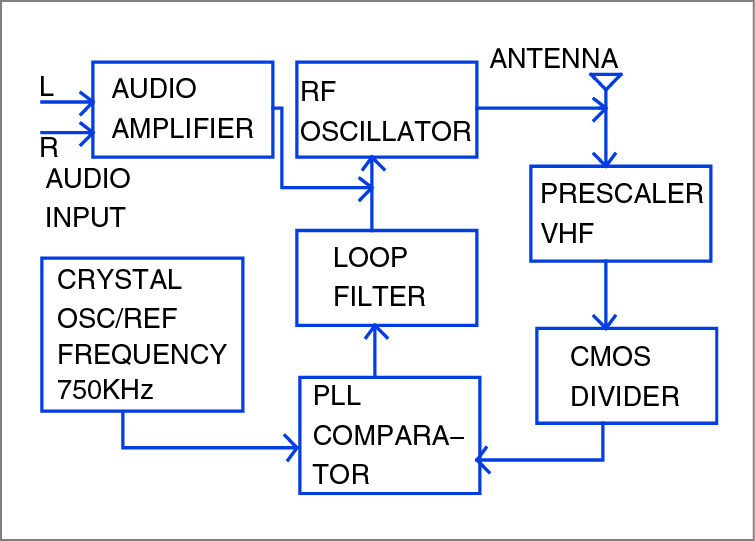 L
R
AUDIO
INPUT
AUDIO
AMPLIFIER
RF
OSCILLATOR
ANTENNA
PRESCALER
VHF
LOOP
FILTER
CRYSTAL
OSC/REF
FREQUENCY
750KHz
PLL
COMPARA−
TOR
CMOS
DIVIDER